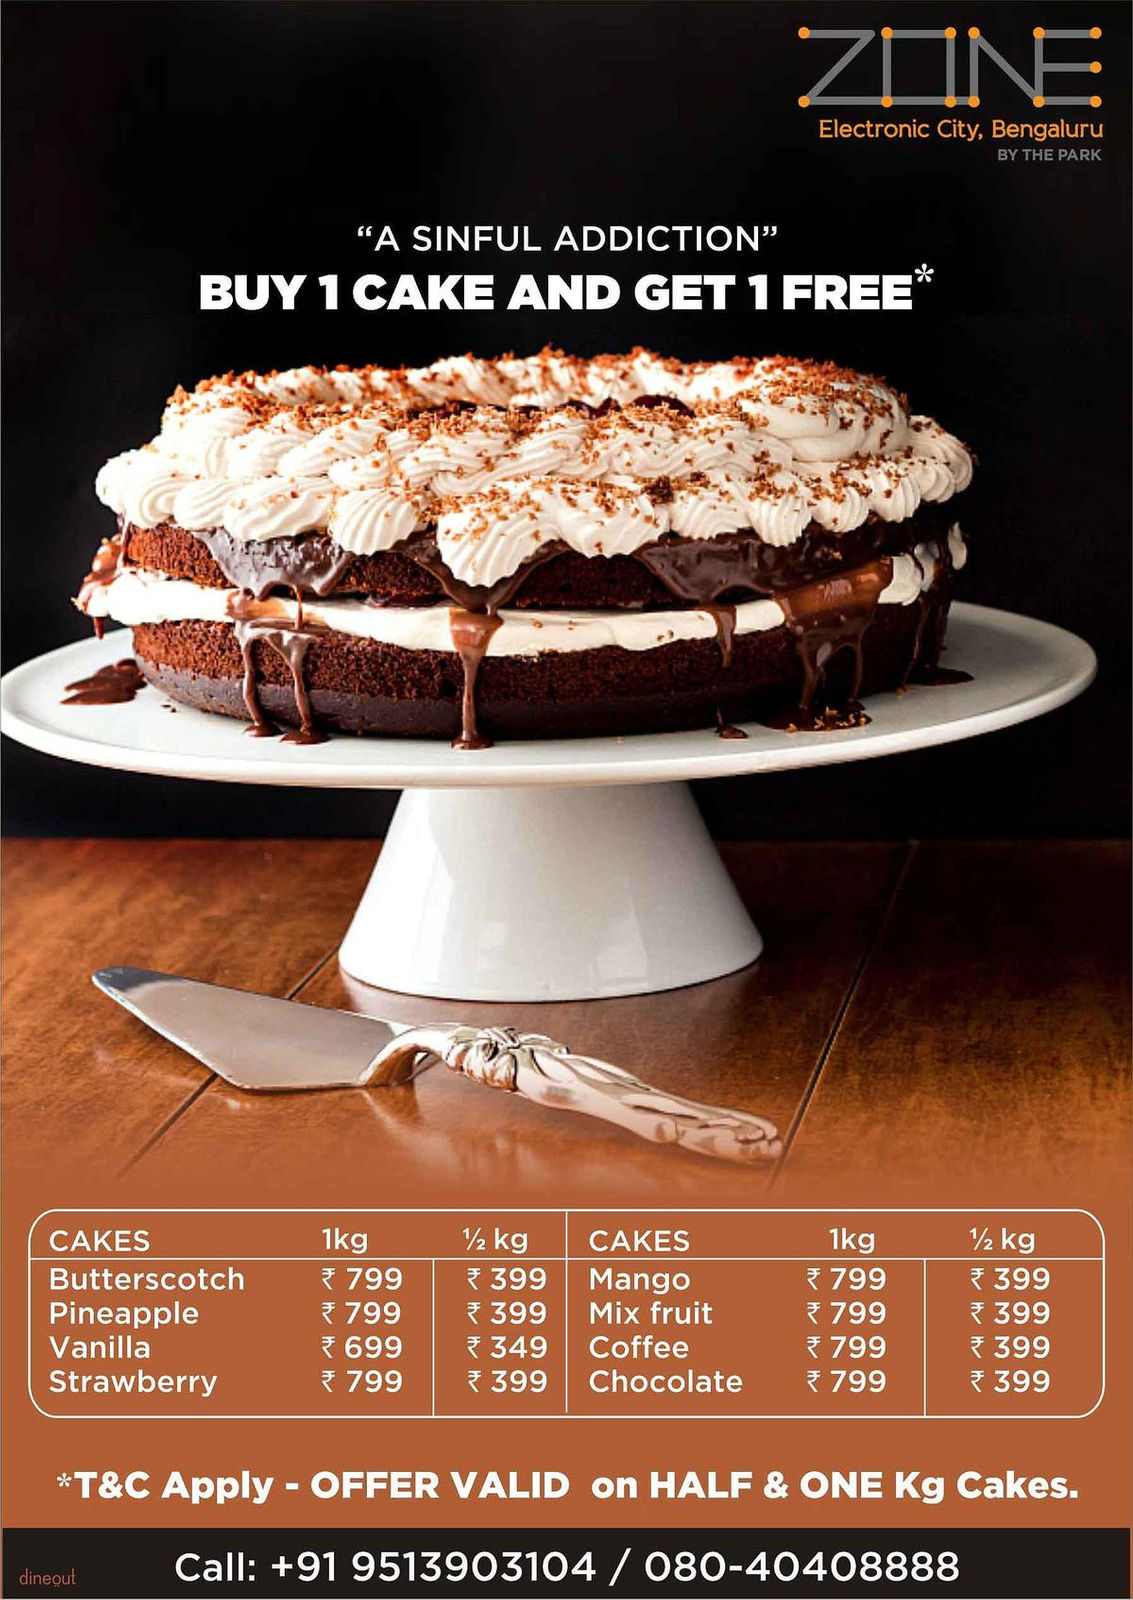 ZONE
Electronic City, Bengaluru
BY THE PARK
“A SINFUL ADDICTION”
BUY 1 CAKE AND GET 1 FREE*
CAKES 1kg ½ kg CAKES 1kg ½ kg
Butterscotch ₹ 799 ₹ 399 Mango ₹ 799 ₹ 399
Pineapple ₹ 799 ₹ 399 Mix fruit ₹ 799 ₹ 399
Vanilla ₹ 699 ₹ 349 Coffee ₹ 799 ₹ 399
Strawberry ₹ 799 ₹ 399 Chocolate ₹ 799 ₹ 399
*T&C Apply - OFFER VALID on HALF & ONE Kg Cakes.
Call: +91 9513903104 / 080-40408888
dineout